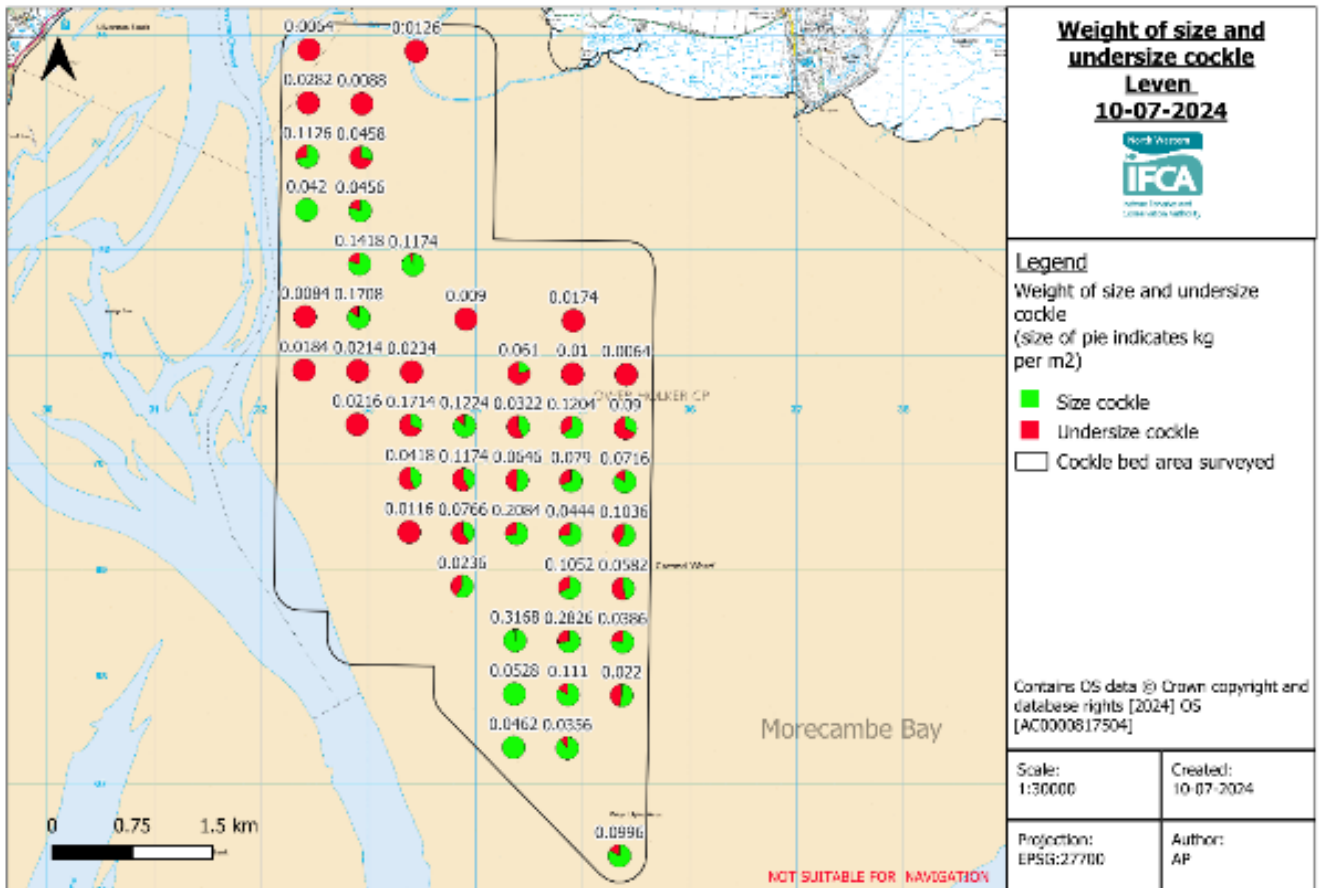 Weight of size and
undersize cockle
Leven
10-07-2024
North Western
IFCA
Legend
Weight of size and undersize
cockle
(size of pie indicates kg
per m2)
Size cockle
Undersize cockle
Cockle bed area surveyed
Contains OS data © Crown copyright and
database rights [2024] OS
[AC0000817504]
Scale:
1:30000
Created:
10-07-2024
Projection:
EPSG:27700
Author:
AP
0.0064 0.0126
0.0282 0.0088
0.1126 0.0458
0.042 0.0456
0.1418 0.1174
0.0084 0.1708 0.009 0.0174
0.0184 0.0214 0.0234 0.061 0.01 0.0064
0.0216 0.1714 0.1224 0.0322 0.1204 0.09
0.0418 0.1174 0.0646 0.079 0.0716
0.0116 0.0766 0.2084 0.0444 0.1036
0.0236 0.1052 0.0582
0.3168 0.2826 0.0386
0.0528 0.111 0.022
0.0462 0.0356
0.0996
HOLKER CP
Morecambe Bay
0 0.75 1.5 km
NOT SUITABLE FOR NAVIGATION